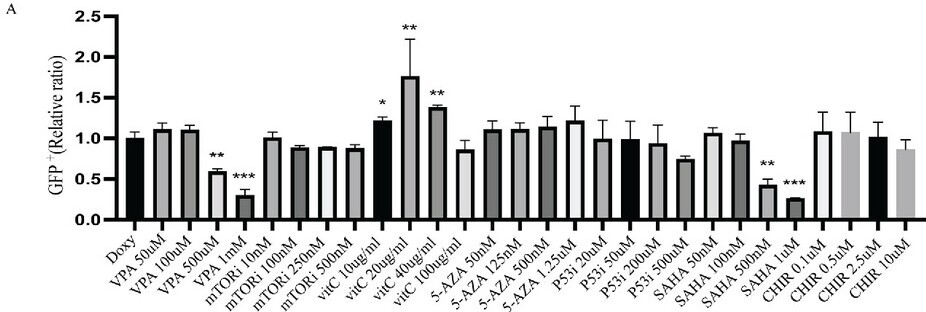 A
GFP +(Relative ratio)
2.5
2.0
1.5
1.0
0.5
0.0
**
***
*
**
**
**
***
Doxy
VPA 50uM
VPA 100uM
VPA 500uM
VPA 1mM
mTORi 10nM
mTORi 100nM
mTORi 250nM
mTORi 500nM
vitC 10ug/ml
vitC 20ug/ml
vitC 40ug/ml
vitC 100ug/ml
5-AZA 50nM
5-AZA 125nM
5-AZA 500nM
5-AZA 1.25uM
P53i 20uM
P53i 50uM
P53i 200uM
P53i 500uM
SAHA 50nM
SAHA 100nM
SAHA 500nM
SAHA 1uM
CHIR 0.1uM
CHIR 0.5uM
CHIR 2.5uM
CHIR 10uM